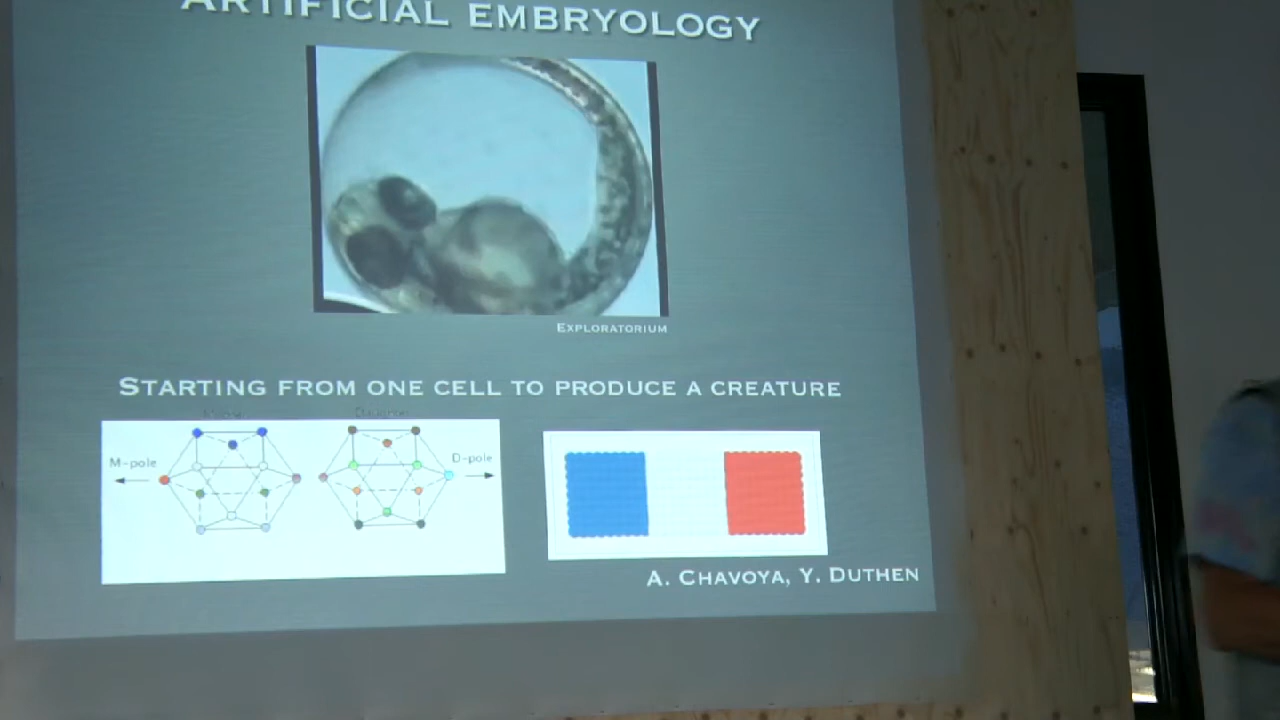 ARTIFICIAL EMBRYOLOGY
EXPLORATORIUM
STARTING FROM ONE CELL TO PRODUCE A CREATURE
M-pole
D-pole
A. CHAVOYA, Y. DUTHEN